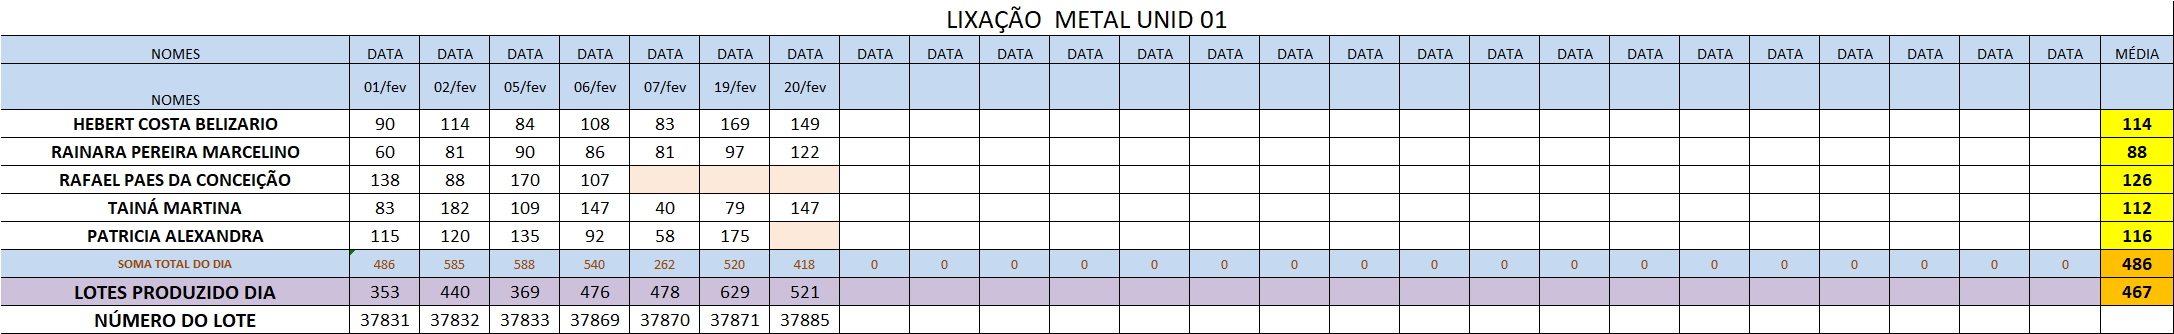 LIXAÇÃO METAL UNID 01
NOMES DATA DATA DATA DATA DATA DATA DATA DATA DATA DATA DATA DATA DATA DATA DATA DATA DATA DATA DATA DATA DATA DATA DATA DATA DATA MÉDIA
NOMES 01/fev 02/fev 05/fev 06/fev 07/fev 19/fev 20/fev
HEBERT COSTA BELIZARIO 90 114 84 108 83 169 149 114
RAINARA PEREIRA MARCELINO 60 81 90 86 81 97 122 88
RAFAEL PAES DA CONCEIÇÃO 138 88 170 107 126
TAINÁ MARTINA 83 182 109 147 40 79 147 112
PATRICIA ALEXANDRA 115 120 135 92 58 175 116
SOMA TOTAL DO DIA 486 585 588 540 262 520 418 0 0 0 0 0 0 0 0 0 0 0 0 0 0 0 0 0 0 486
LOTES PRODUZIDO DIA 353 440 369 476 478 629 521 467
NÚMERO DO LOTE 37831 37832 37833 37869 37870 37871 37885